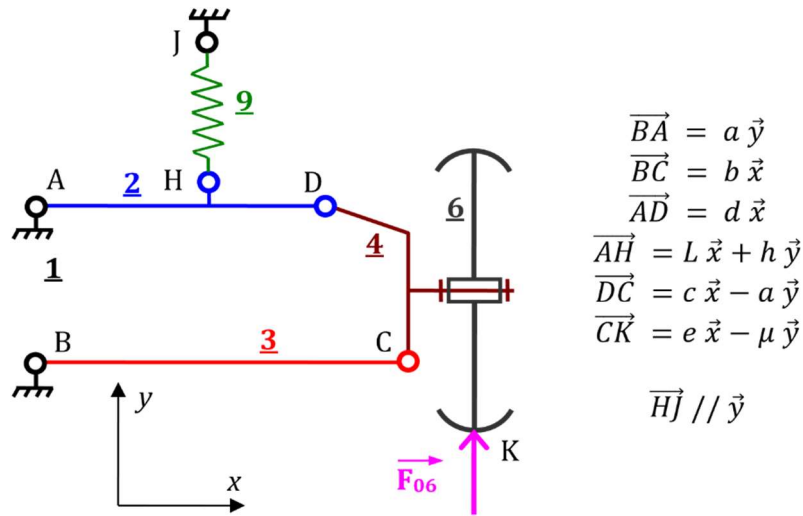 J
9
A
2
H
D
6
1
4
B
3
C
y
x
K
F₀₆
BA = a y
BC = b x
AD = d x
AH = L x + h y
DC = c x − a y
CK = e x − μ y
HJ // y